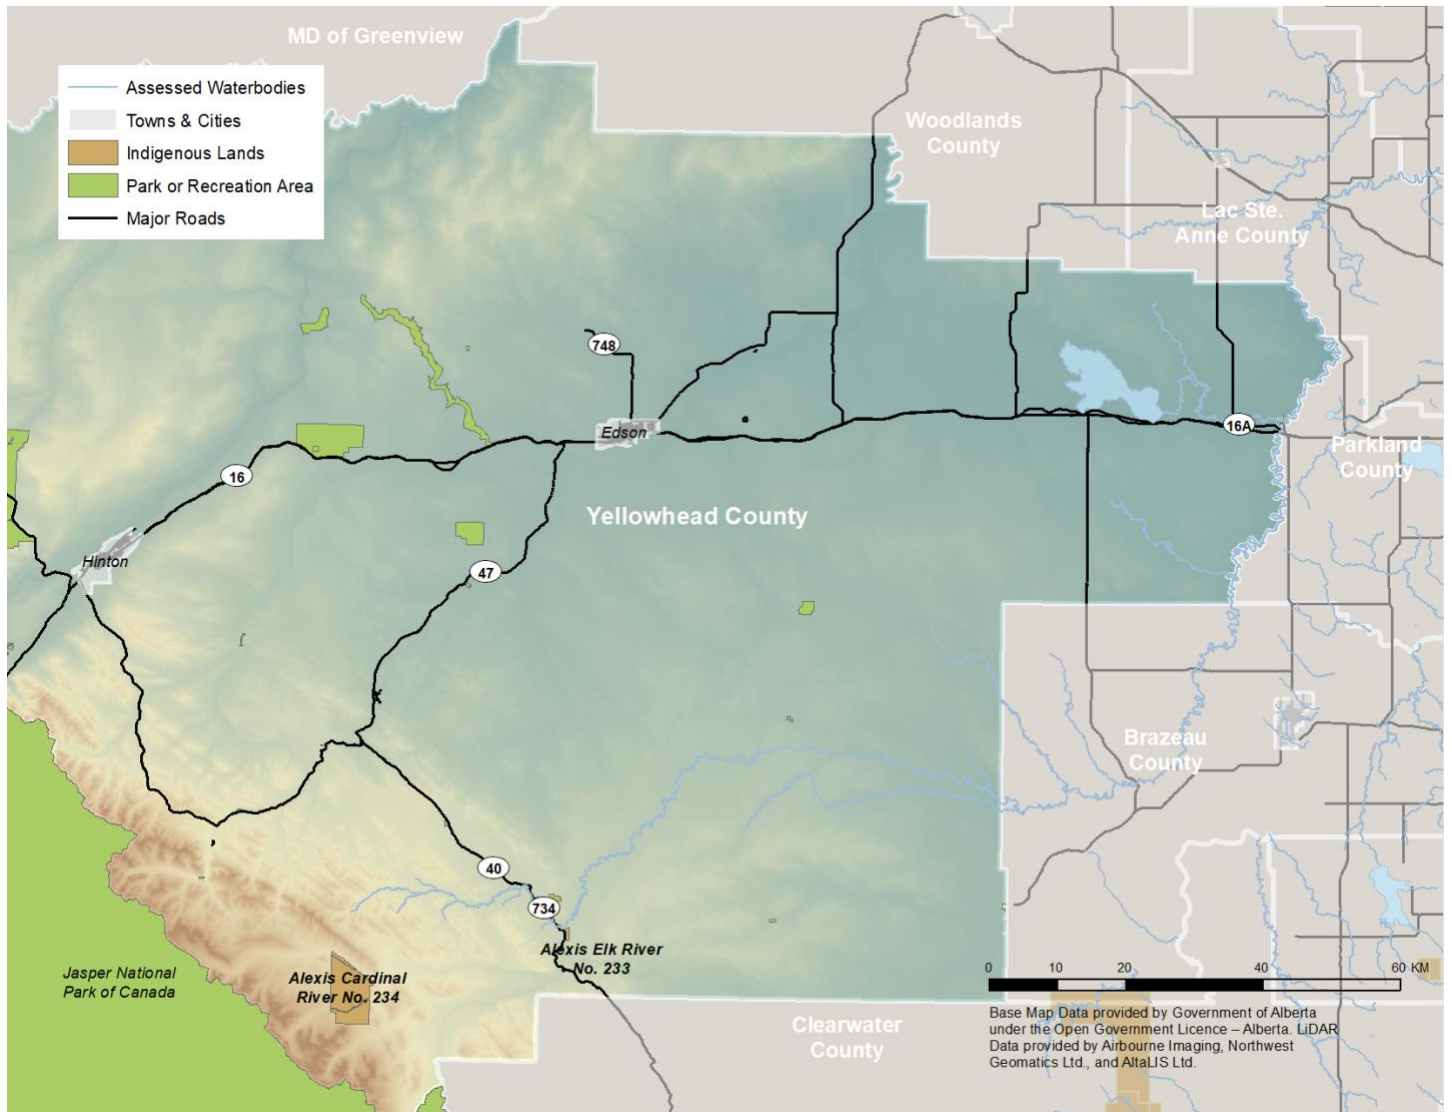 MD of Greenview
Assessed Waterbodies
Towns & Cities
Indigenous Lands
Park or Recreation Area
Major Roads
Woodlands
County
Lac Ste.
Anne County
748
Edson
16A
Parkland
County
16
Yellowhead County
Hinton
47
Brazeau
County
40
734
Alexis Elk River
No. 233
Jasper National
Park of Canada
Alexis Cardinal
River No. 234
0 10 20 40 60 KM
Base Map Data provided by Government of Alberta
under the Open Government Licence – Alberta. LiDAR
Data provided by Airbourne Imaging, Northwest
Geomatics Ltd., and AltaLIS Ltd.
Clearwater
County